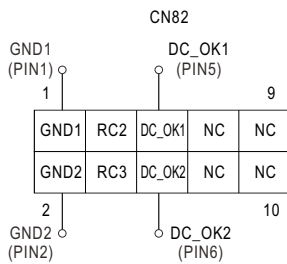 CN82
GND1 DC_OK1
(PIN1) (PIN5)
1 9
GND1 RC2 DC_OK1 NC NC
GND2 RC3 DC_OK2 NC NC
2 10
GND2 DC_OK2
(PIN2) (PIN6)